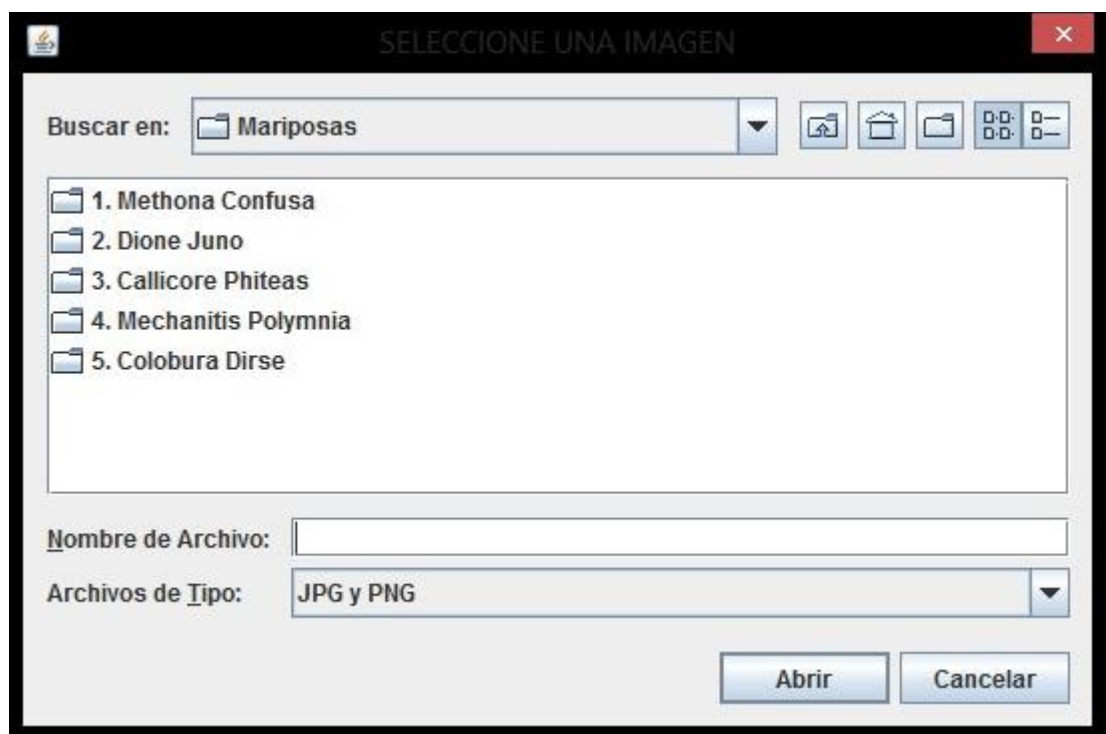 SELECCIONE UNA IMAGEN
Buscar en: Mariposas
1. Methona Confusa
2. Dione Juno
3. Callicore Phiteas
4. Mechanitis Polymnia
5. Colobura Dirse
Nombre de Archivo:
Archivos de Tipo: JPG y PNG
Abrir Cancelar